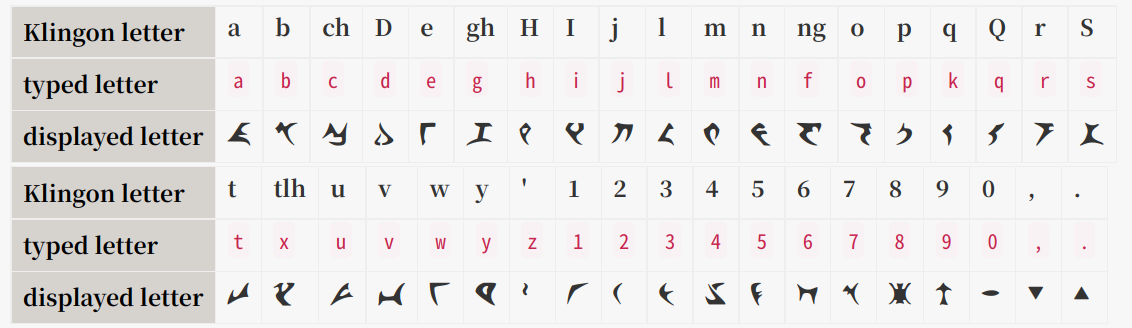 Klingon letter a b ch D e gh H I j l m n ng o p q Q r S
typed letter a b c d e g h i j l m n f o p k q r s
displayed letter                   
Klingon letter t tlh u v w y ' 1 2 3 4 5 6 7 8 9 0 , .
typed letter t x u v w y z 1 2 3 4 5 6 7 8 9 0 , .
displayed letter